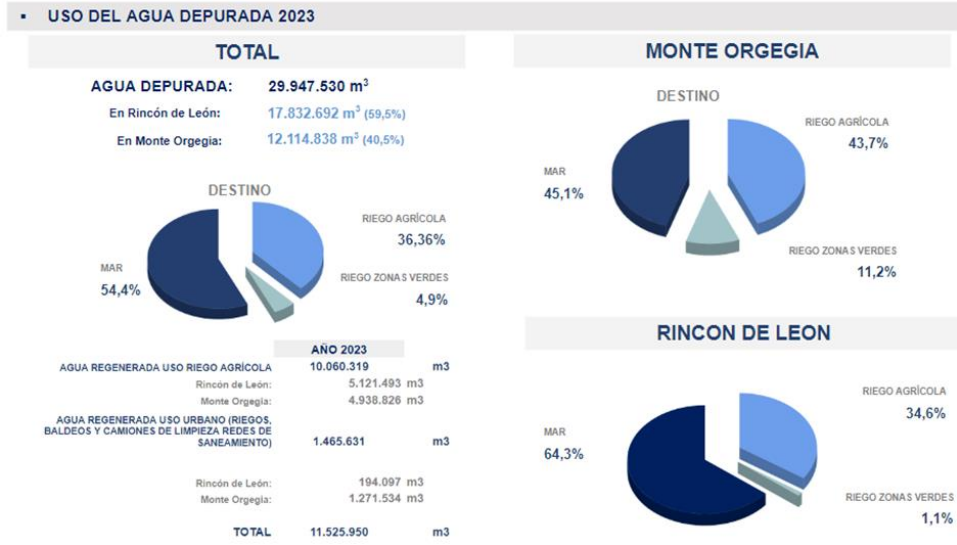 ▪ USO DEL AGUA DEPURADA 2023
TOTAL
AGUA DEPURADA: 29.947.530 m³
En Rincón de León: 17.832.692 m³ (59,5%)
En Monte Orgegia: 12.114.838 m³ (40,5%)
DESTINO
RIEGO AGRÍCOLA
36,36%
MAR
54,4%
RIEGO ZONAS VERDES
4,9%
AÑO 2023
AGUA REGENERADA USO RIEGO AGRÍCOLA 10.060.319 m3
Rincón de León: 5.121.493 m3
Monte Orgegia: 4.938.826 m3
AGUA REGENERADA USO URBANO (RIEGOS,
BALDEOS Y CAMIONES DE LIMPIEZA REDES DE
SANEAMIENTO) 1.465.631 m3
Rincón de León: 194.097 m3
Monte Orgegia: 1.271.534 m3
TOTAL 11.525.950 m3
MONTE ORGEGIA
DESTINO
RIEGO AGRÍCOLA
43,7%
MAR
45,1%
RIEGO ZONAS VERDES
11,2%
RINCON DE LEON
RIEGO AGRÍCOLA
34,6%
MAR
64,3%
RIEGO ZONAS VERDES
1,1%